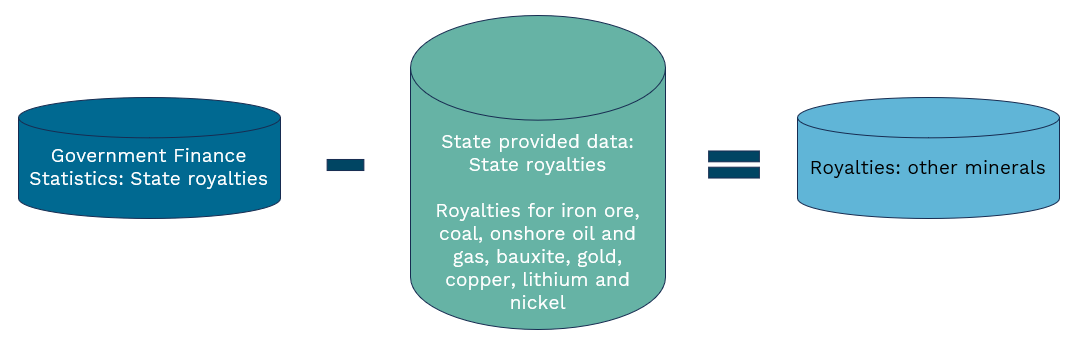 Government Finance
Statistics: State royalties
-
State provided data:
State royalties
Royalties for iron ore,
coal, onshore oil and
gas, bauxite, gold,
copper, lithium and
nickel
=
Royalties: other minerals